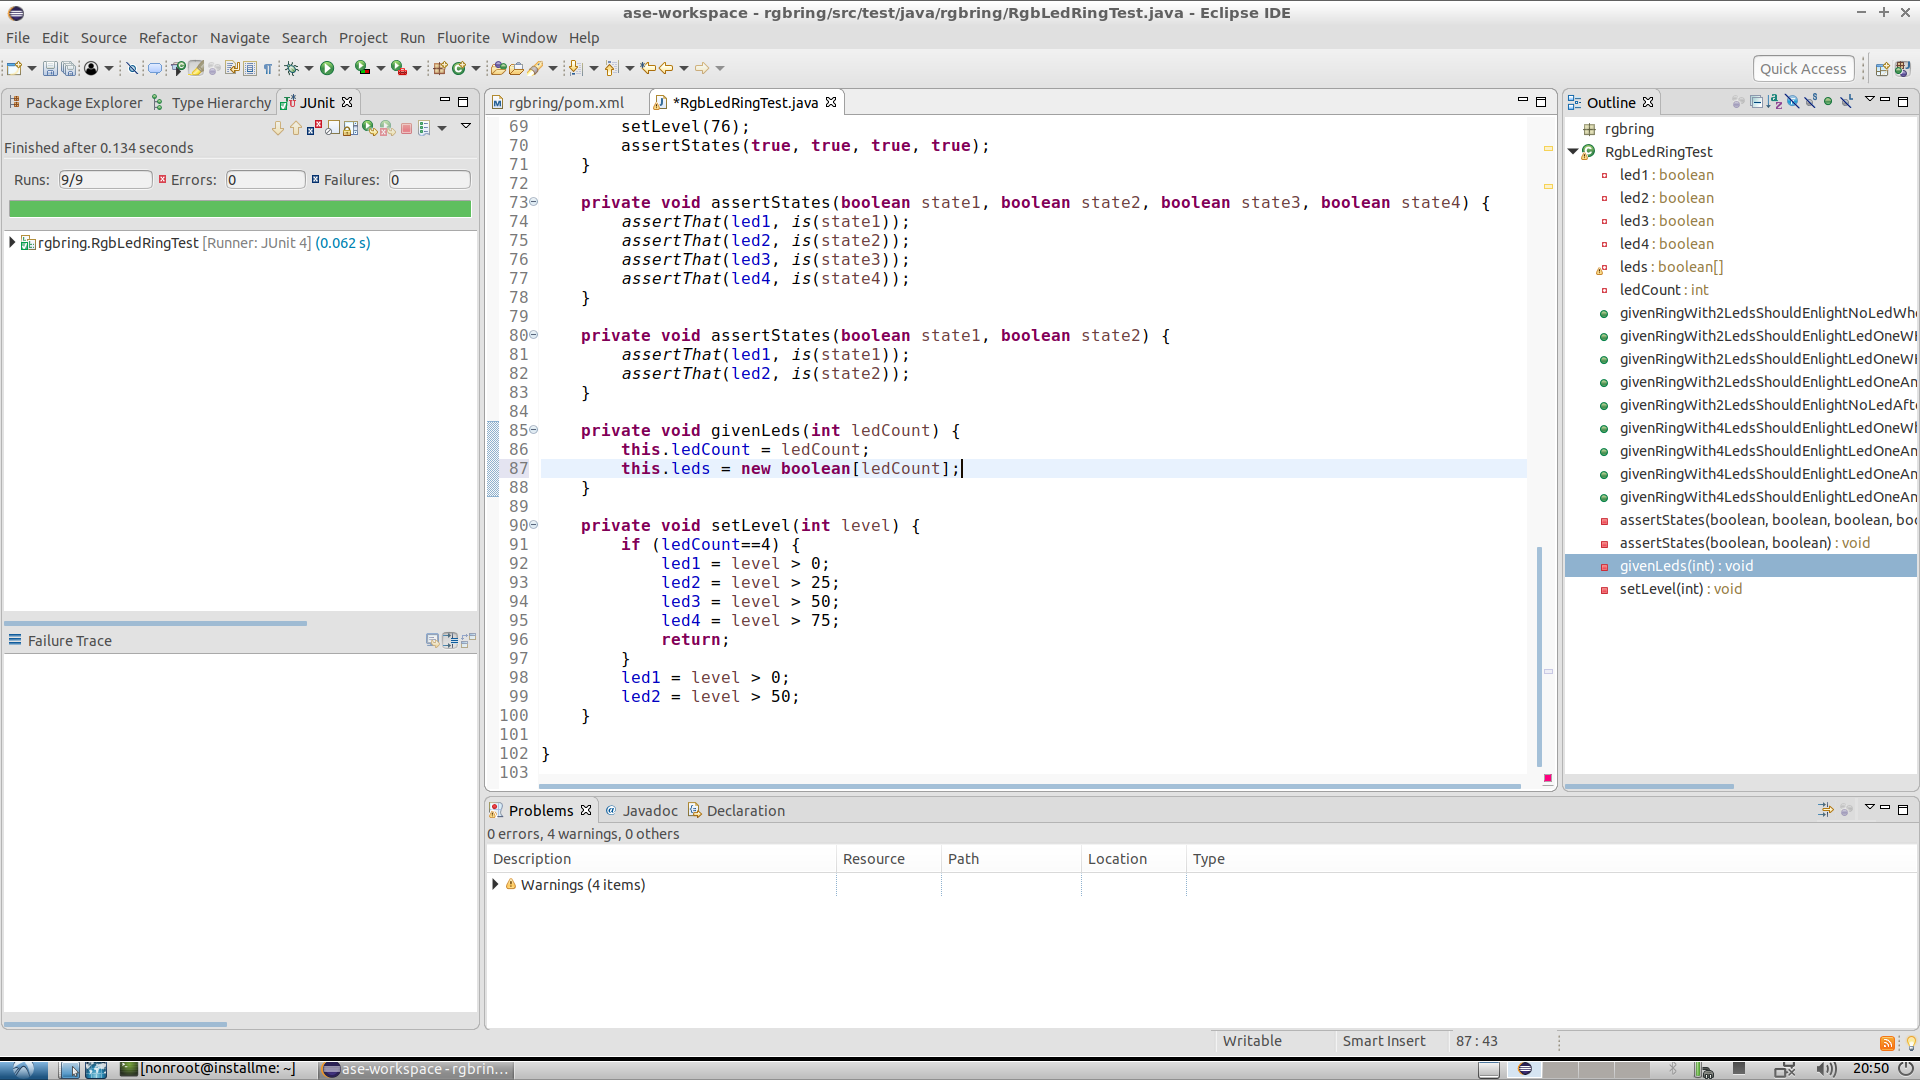 ase-workspace - rgbring/src/test/java/rgbring/RgbLedRingTest.java - Eclipse IDE
File Edit Source Refactor Navigate Search Project Run Fluorite Window Help
Quick Access
Package Explorer Type Hierarchy JUnit
Finished after 0.134 seconds
Runs: 9/9 Errors: 0 Failures: 0
rgbring.RgbLedRingTest [Runner: JUnit 4] (0.062 s)
Failure Trace
rgbring/pom.xml *RgbLedRingTest.java
69 setLevel(76);
70 assertStates(true, true, true, true);
71 }
72
73 private void assertStates(boolean state1, boolean state2, boolean state3, boolean state4) {
74 assertThat(led1, is(state1));
75 assertThat(led2, is(state2));
76 assertThat(led3, is(state3));
77 assertThat(led4, is(state4));
78 }
79
80 private void assertStates(boolean state1, boolean state2) {
81 assertThat(led1, is(state1));
82 assertThat(led2, is(state2));
83 }
84
85 private void givenLeds(int ledCount) {
86 this.ledCount = ledCount;
87 this.leds = new boolean[ledCount];
88 }
89
90 private void setLevel(int level) {
91 if (ledCount==4) {
92 led1 = level > 0;
93 led2 = level > 25;
94 led3 = level > 50;
95 led4 = level > 75;
96 return;
97 }
98 led1 = level > 0;
99 led2 = level > 50;
100 }
101
102 }
103
Outline
rgbring
RgbLedRingTest
led1 : boolean
led2 : boolean
led3 : boolean
led4 : boolean
leds : boolean[]
ledCount : int
givenRingWith2LedsShouldEnlightNoLedWhe
givenRingWith2LedsShouldEnlightLedOneWh
givenRingWith2LedsShouldEnlightLedOneWh
givenRingWith2LedsShouldEnlightLedOneAn
givenRingWith2LedsShouldEnlightNoLedAfte
givenRingWith4LedsShouldEnlightLedOneWh
givenRingWith4LedsShouldEnlightLedOneAn
givenRingWith4LedsShouldEnlightLedOneAn
givenRingWith4LedsShouldEnlightLedOneAn
assertStates(boolean, boolean, boolean, boo
assertStates(boolean, boolean) : void
givenLeds(int) : void
setLevel(int) : void
Problems @ Javadoc Declaration
0 errors, 4 warnings, 0 others
Description Resource Path Location Type
Warnings (4 items)
Writable Smart Insert 87 : 43
[nonroot@installme: ~] ase-workspace - rgbrin... 20:50